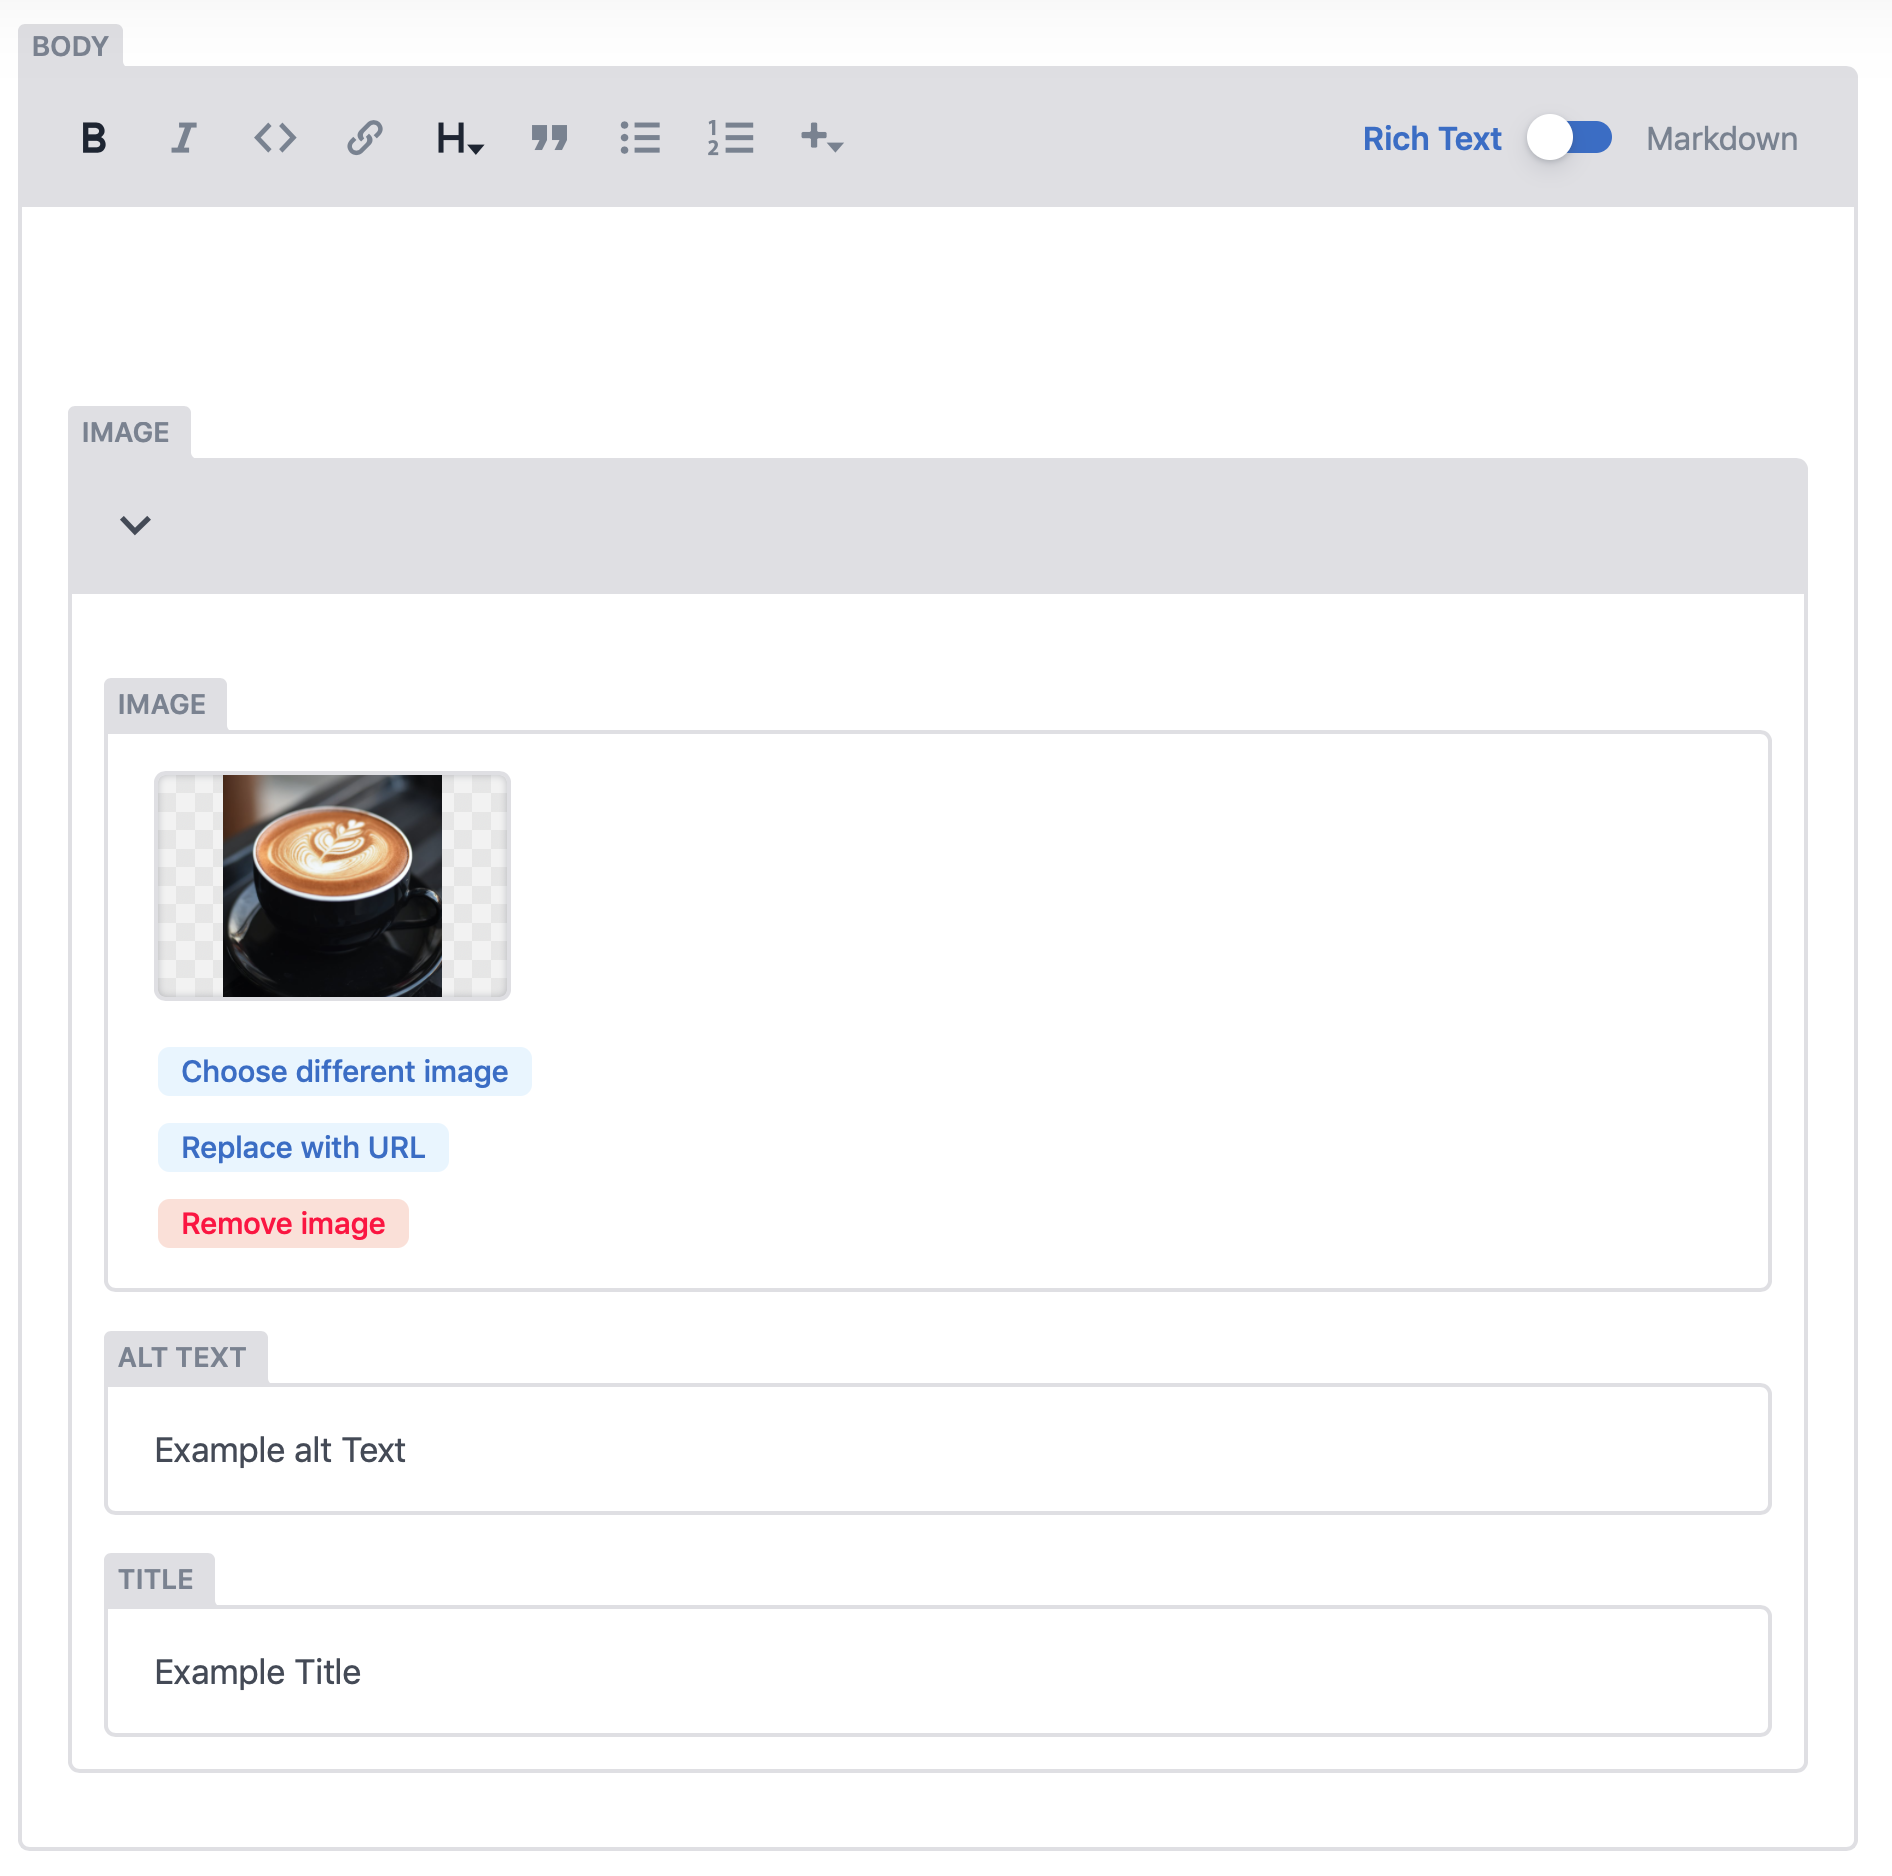 BODY
B I H Rich Text Markdown
IMAGE
IMAGE
Choose different image
Replace with URL
Remove image
ALT TEXT
Example alt Text
TITLE
Example Title